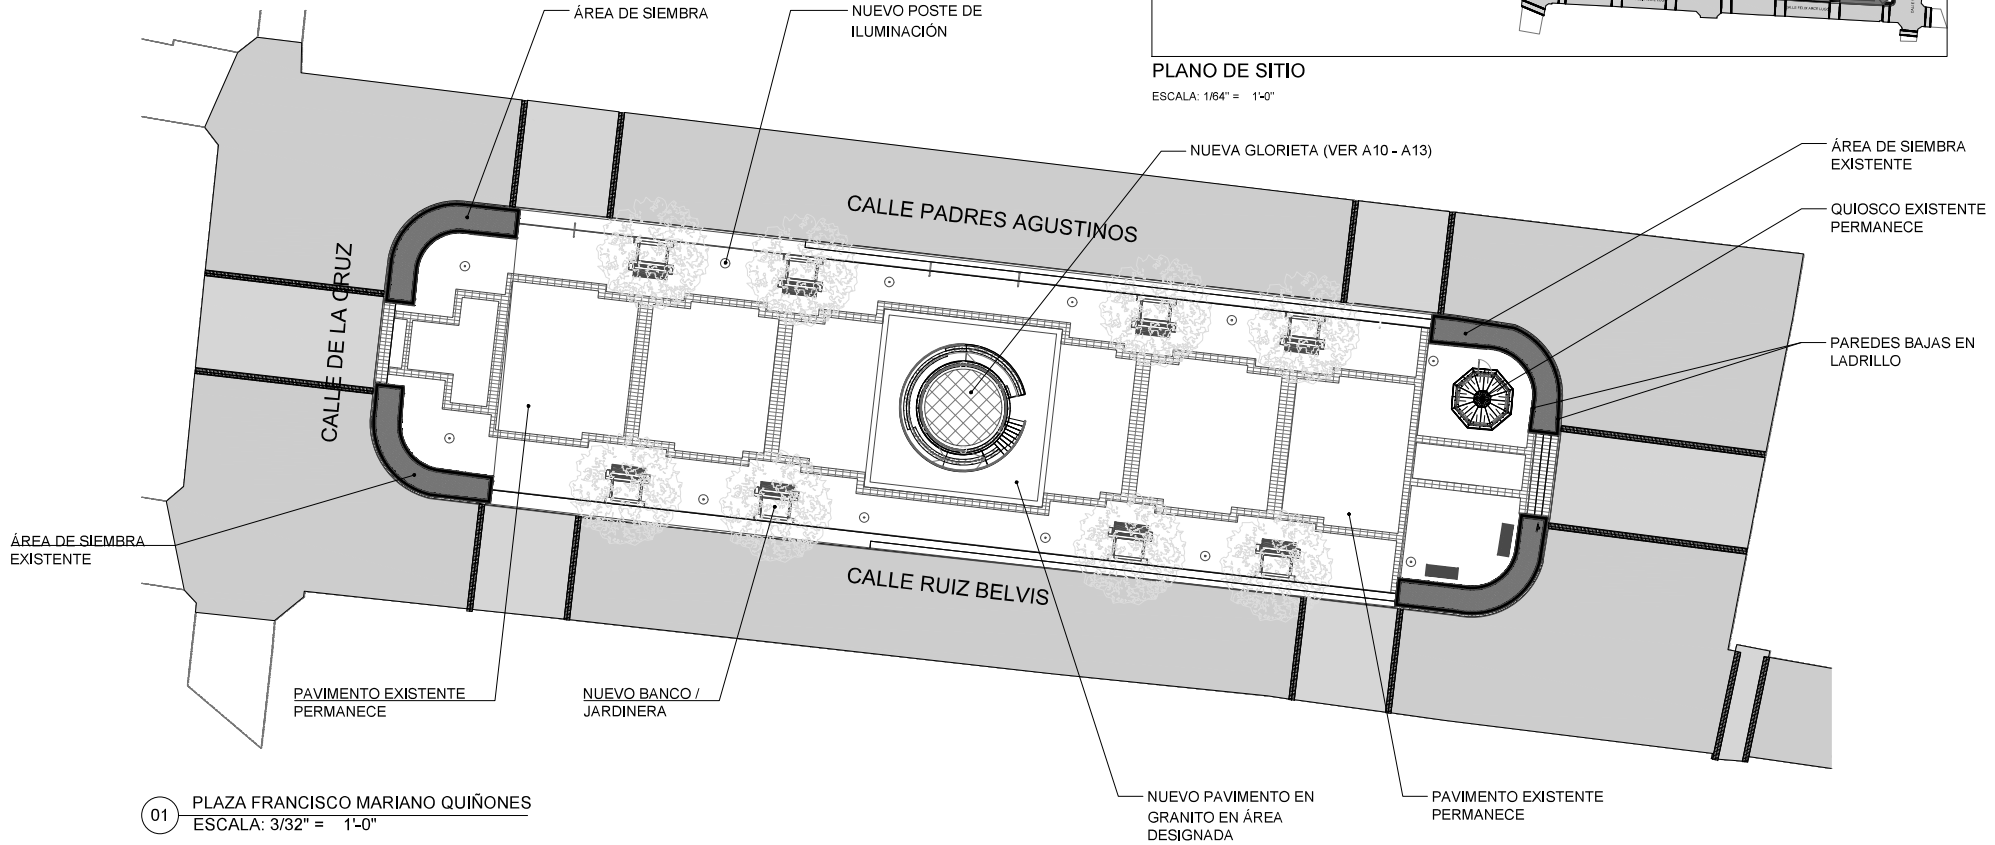 ÁREA DE SIEMBRA
NUEVO POSTE DE
ILUMINACIÓN
PLANO DE SITIO
ESCALA: 1/64" = 1'-0"
NUEVA GLORIETA (VER A10 - A13)
ÁREA DE SIEMBRA
EXISTENTE
QUIOSCO EXISTENTE
PERMANECE
CALLE PADRES AGUSTINOS
CALLE DE LA CRUZ
PAREDES BAJAS EN
LADRILLO
ÁREA DE SIEMBRA
EXISTENTE
CALLE RUIZ BELVIS
PAVIMENTO EXISTENTE
PERMANECE
NUEVO BANCO /
JARDINERA
NUEVO PAVIMENTO EN
GRANITO EN ÁREA
DESIGNADA
PAVIMENTO EXISTENTE
PERMANECE
01
PLAZA FRANCISCO MARIANO QUIÑONES
ESCALA: 3/32" = 1'-0"